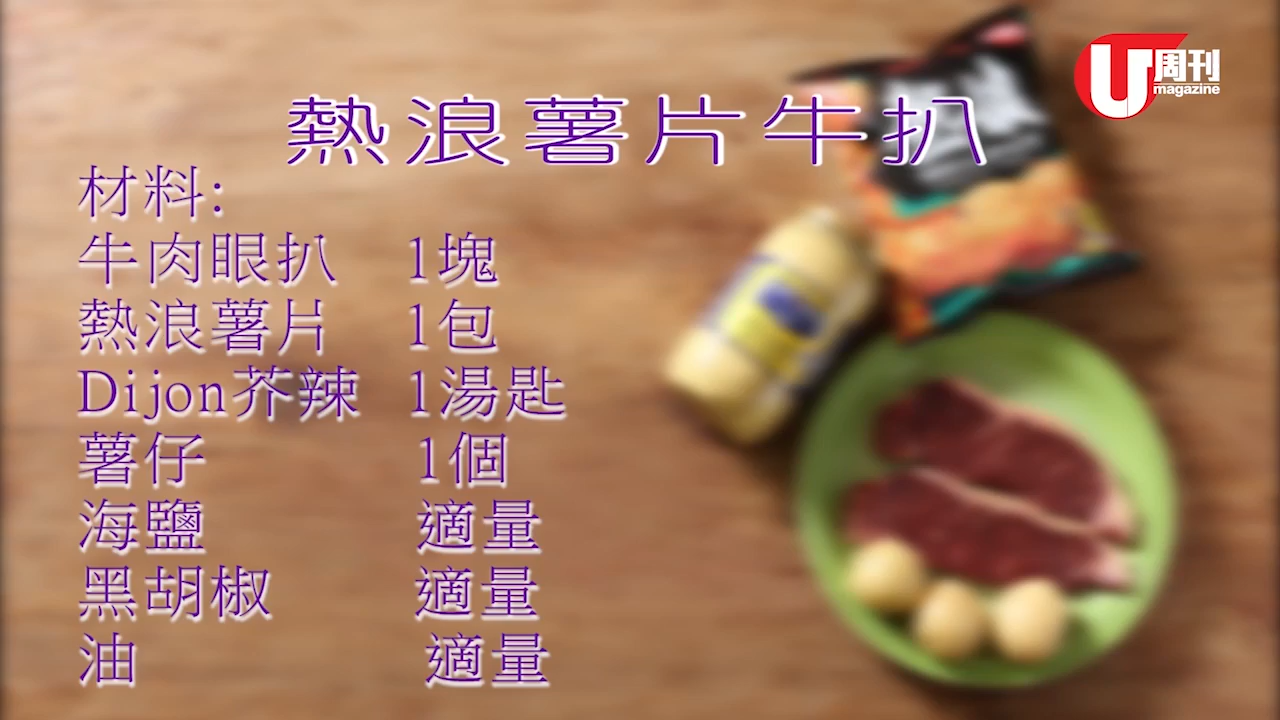 U周刊
magazine
熱浪薯片牛扒
材料:
牛肉眼扒 1塊
熱浪薯片 1包
Dijon芥辣 1湯匙
薯仔 1個
海鹽 適量
黑胡椒 適量
油 適量